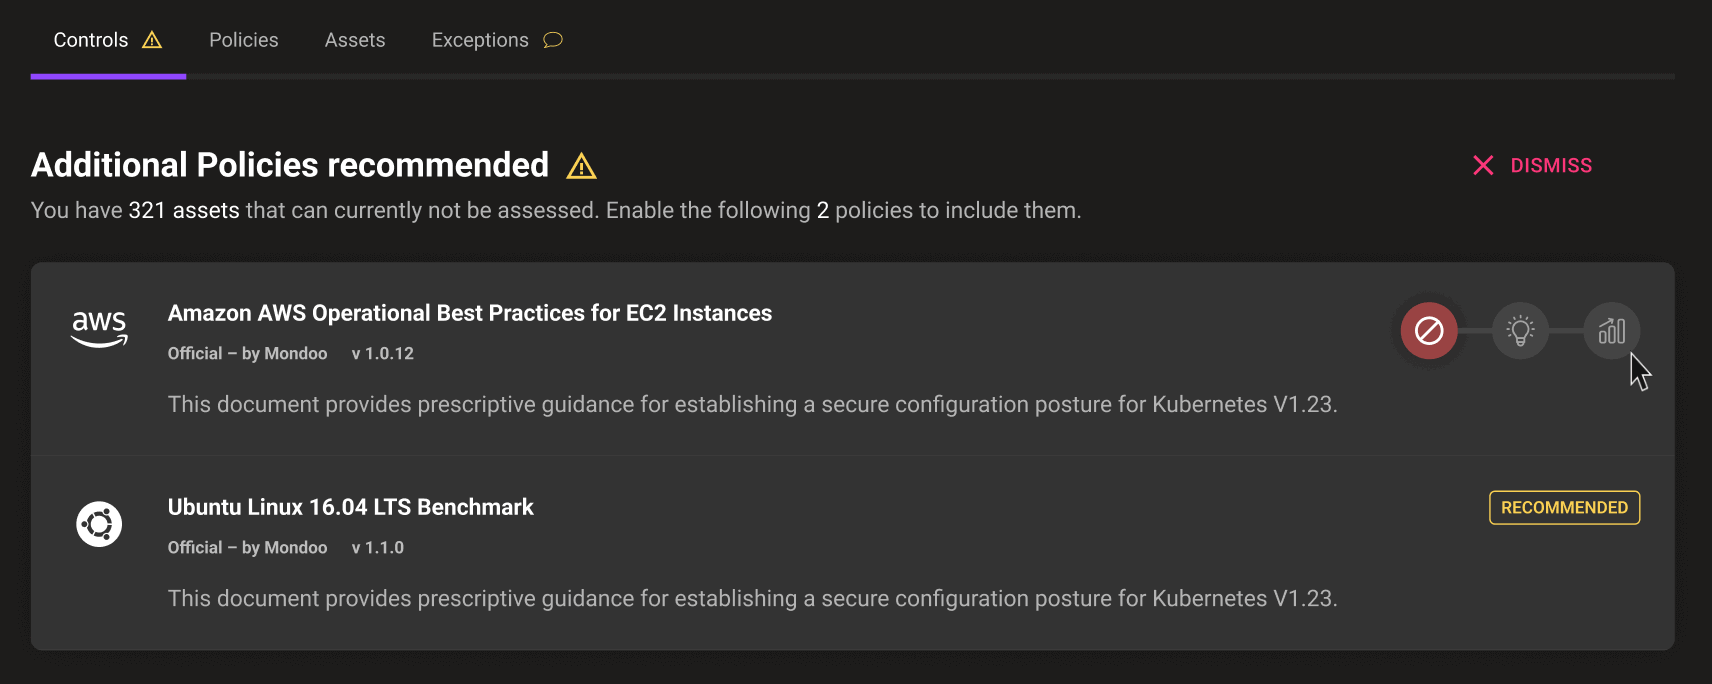 Controls Policies Assets Exceptions
Additional Policies recommended
DISMISS
You have 321 assets that can currently not be assessed. Enable the following 2 policies to include them.
aws
Amazon AWS Operational Best Practices for EC2 Instances
Official – by Mondoo v 1.0.12
This document provides prescriptive guidance for establishing a secure configuration posture for Kubernetes V1.23.
Ubuntu Linux 16.04 LTS Benchmark
RECOMMENDED
Official – by Mondoo v 1.1.0
This document provides prescriptive guidance for establishing a secure configuration posture for Kubernetes V1.23.